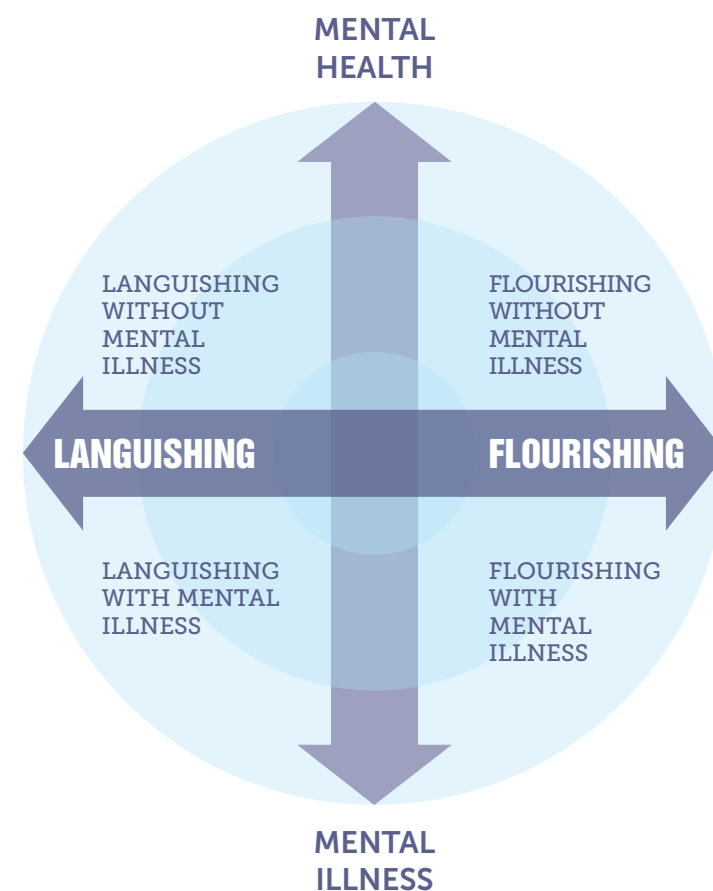 MENTAL
HEALTH
LANGUISHING
WITHOUT
MENTAL
ILLNESS
FLOURISHING
WITHOUT
MENTAL
ILLNESS
LANGUISHING
FLOURISHING
LANGUISHING
WITH MENTAL
ILLNESS
FLOURISHING
WITH
MENTAL
ILLNESS
MENTAL
ILLNESS